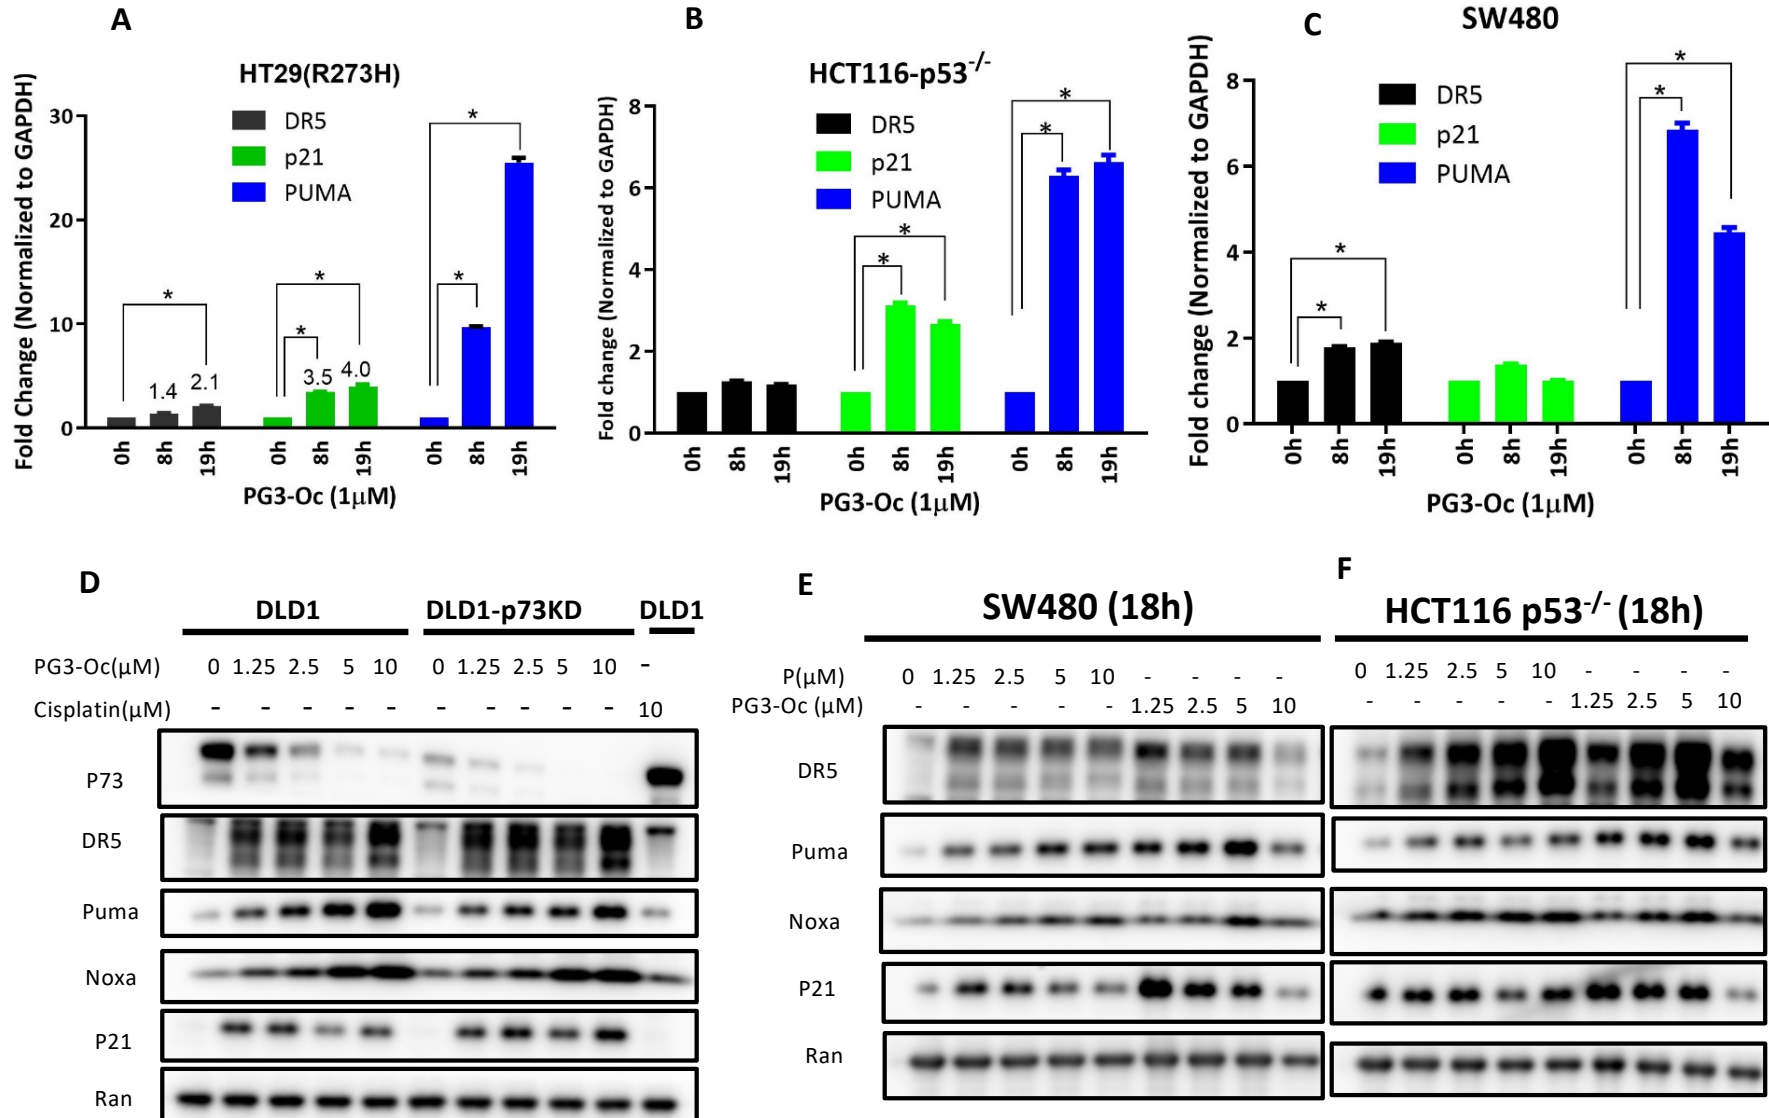 A
HT29(R273H)
Fold Change (Normalized to GAPDH)
30
20
10
0
DR5
p21
PUMA
* * * * *
1.4 2.1 3.5 4.0
0h 8h 19h 0h 8h 19h 0h 8h 19h
PG3-Oc (1μM)
B
HCT116-p53-/-
Fold change (Normalized to GAPDH)
8
6
4
2
0
DR5
p21
PUMA
* * * *
0h 8h 19h 0h 8h 19h 0h 8h 19h
PG3-Oc (1μM)
C
SW480
Fold Change (Normalized to GAPDH)
8
6
4
2
0
DR5
p21
PUMA
* * * *
0h 8h 19h 0h 8h 19h 0h 8h 19h
PG3-Oc (1μM)
D
DLD1 DLD1-p73KD DLD1
PG3-Oc(μM) 0 1.25 2.5 5 10 0 1.25 2.5 5 10 -
Cisplatin(μM) - - - - - - - - - - 10
P73
DR5
Puma
Noxa
P21
Ran
E
SW480 (18h)
P(μM) 0 1.25 2.5 5 10 - - - -
PG3-Oc (μM) - - - - - 1.25 2.5 5 10
DR5
Puma
Noxa
P21
Ran
F
HCT116 p53-/- (18h)
0 1.25 2.5 5 10 - - - -
- - - - - 1.25 2.5 5 10